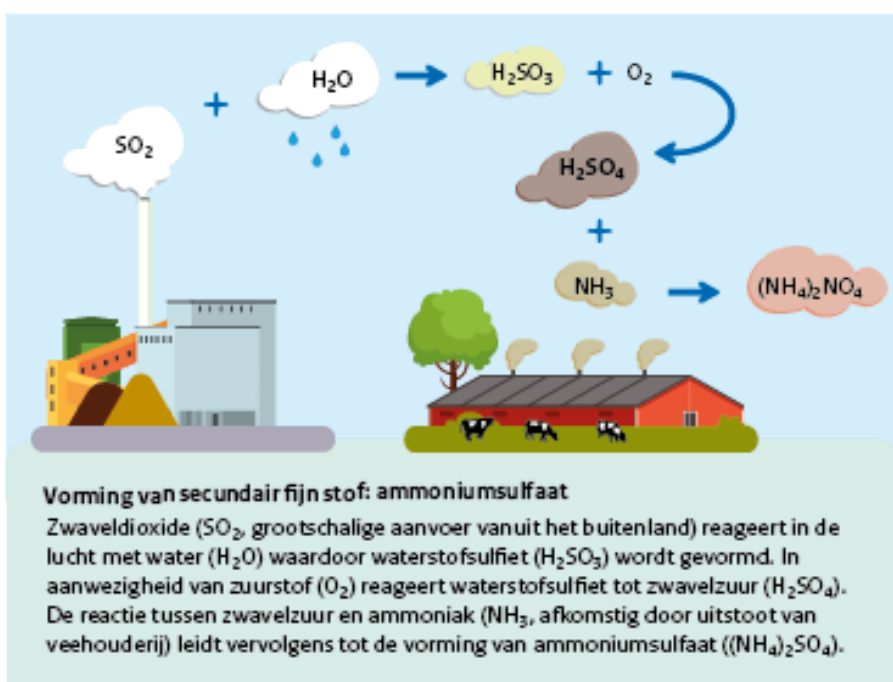 SO₂ + H₂O → H₂SO₃ + O₂
H₂SO₄
+
NH₃ → (NH₄)₂NO₄
Vorming van secundair fijn stof: ammoniumsulfaat
Zwaveldioxide (SO₂, grootschalige aanvoer vanuit het buitenland) reageert in de
lucht met water (H₂O) waardoor waterstofsulfiet (H₂SO₃) wordt gevormd. In
aanwezigheid van zuurstof (O₂) reageert waterstofsulfiet tot zwavelzuur (H₂SO₄).
De reactie tussen zwavelzuur en ammoniak (NH₃, afkomstig door uitstoot van
veehouderij) leidt vervolgens tot de vorming van ammoniumsulfaat ((NH₄)₂SO₄).